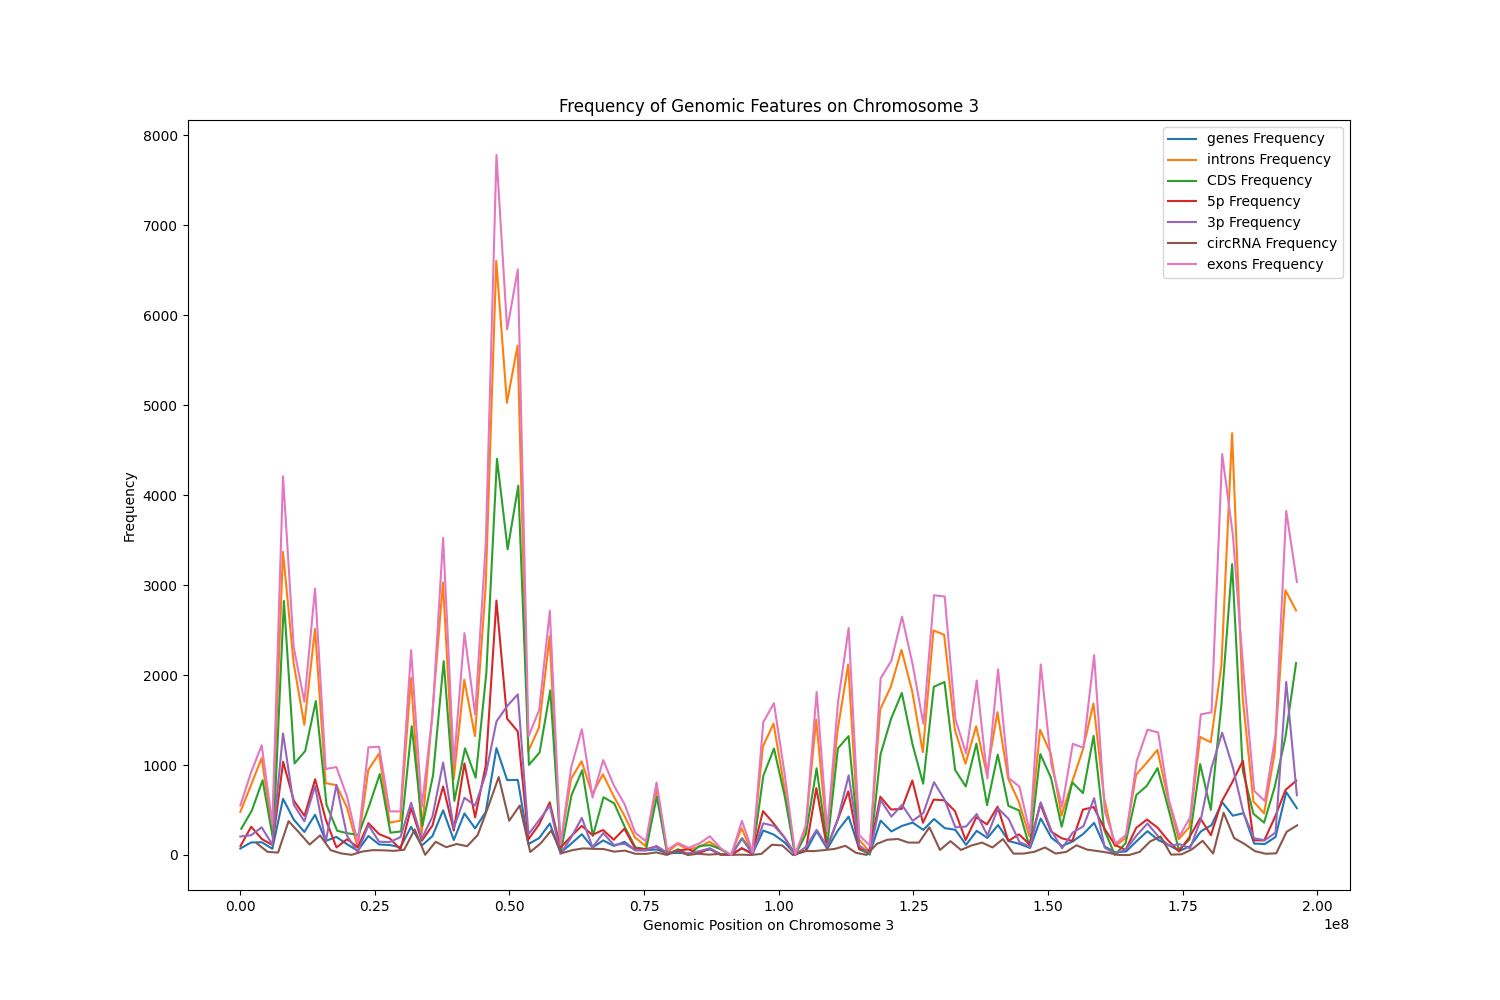 Frequency of Genomic Features on Chromosome 3
genes Frequency
introns Frequency
CDS Frequency
5p Frequency
3p Frequency
circRNA Frequency
exons Frequency
Frequency
8000
7000
6000
5000
4000
3000
2000
1000
0
0.00 0.25 0.50 0.75 1.00 1.25 1.50 1.75 2.00
1e8
Genomic Position on Chromosome 3